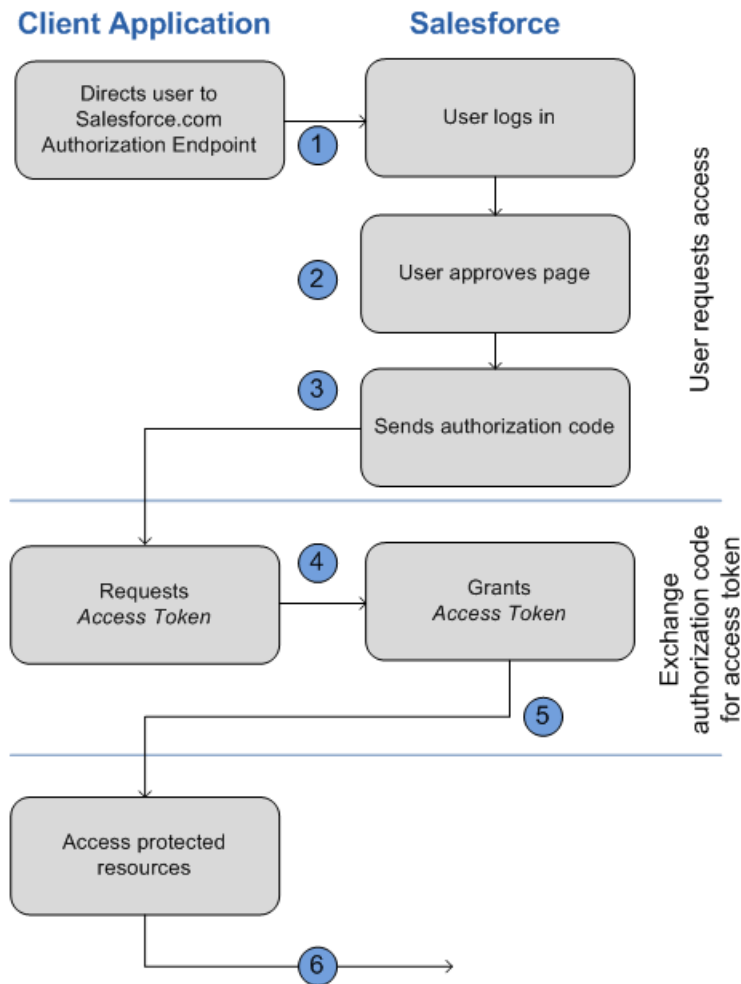 Client Application
Salesforce
Directs user to
Salesforce.com
Authorization Endpoint
1
User logs in
2
User approves page
User requests access
3
Sends authorization code
Requests
Access Token
4
Grants
Access Token
Exchange
authorization code
for access token
5
Access protected
resources
6